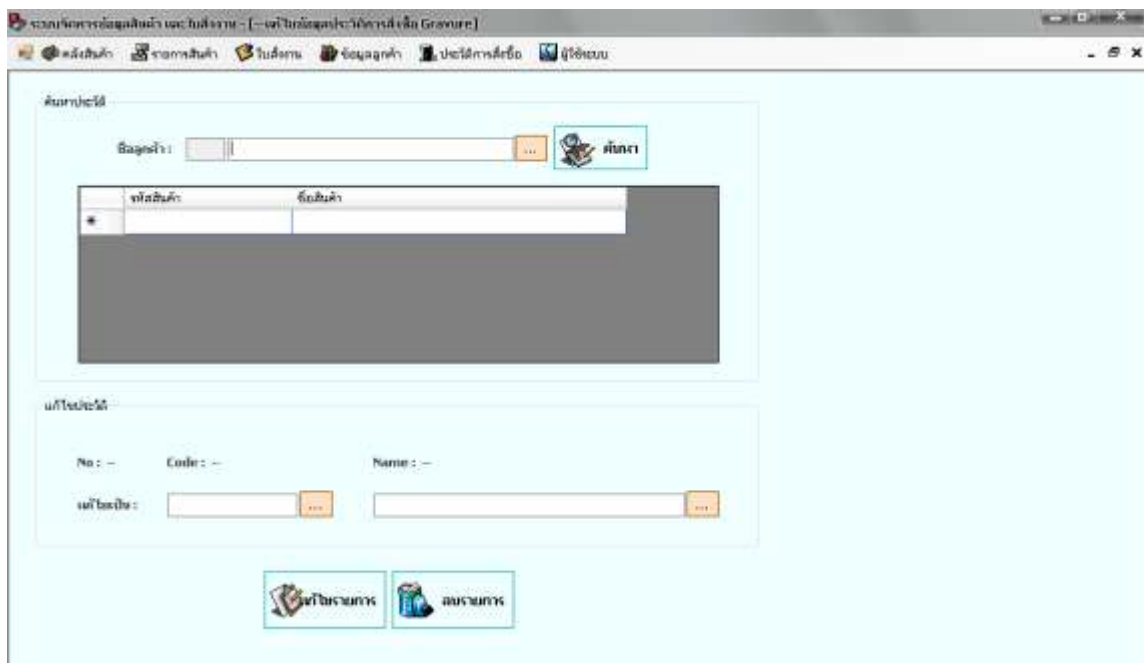 ระบบจัดการข้อมูลสินค้า และ ใบสั่งงาน - [--แก้ไขข้อมูลประวัติการสั่งซื้อ Gravure]
คลังสินค้า รายการสินค้า ใบสั่งงาน ข้อมูลลูกค้า ประวัติการสั่งซื้อ ผู้ใช้ระบบ
ค้นหาประวัติ
ชื่อลูกค้า : ... ค้นหา
รหัสสินค้า ชื่อสินค้า
*
แก้ไขประวัติ
No : -- Code : -- Name : --
แก้ไขเป็น : ... ...
แก้ไขรายการ ลบรายการ